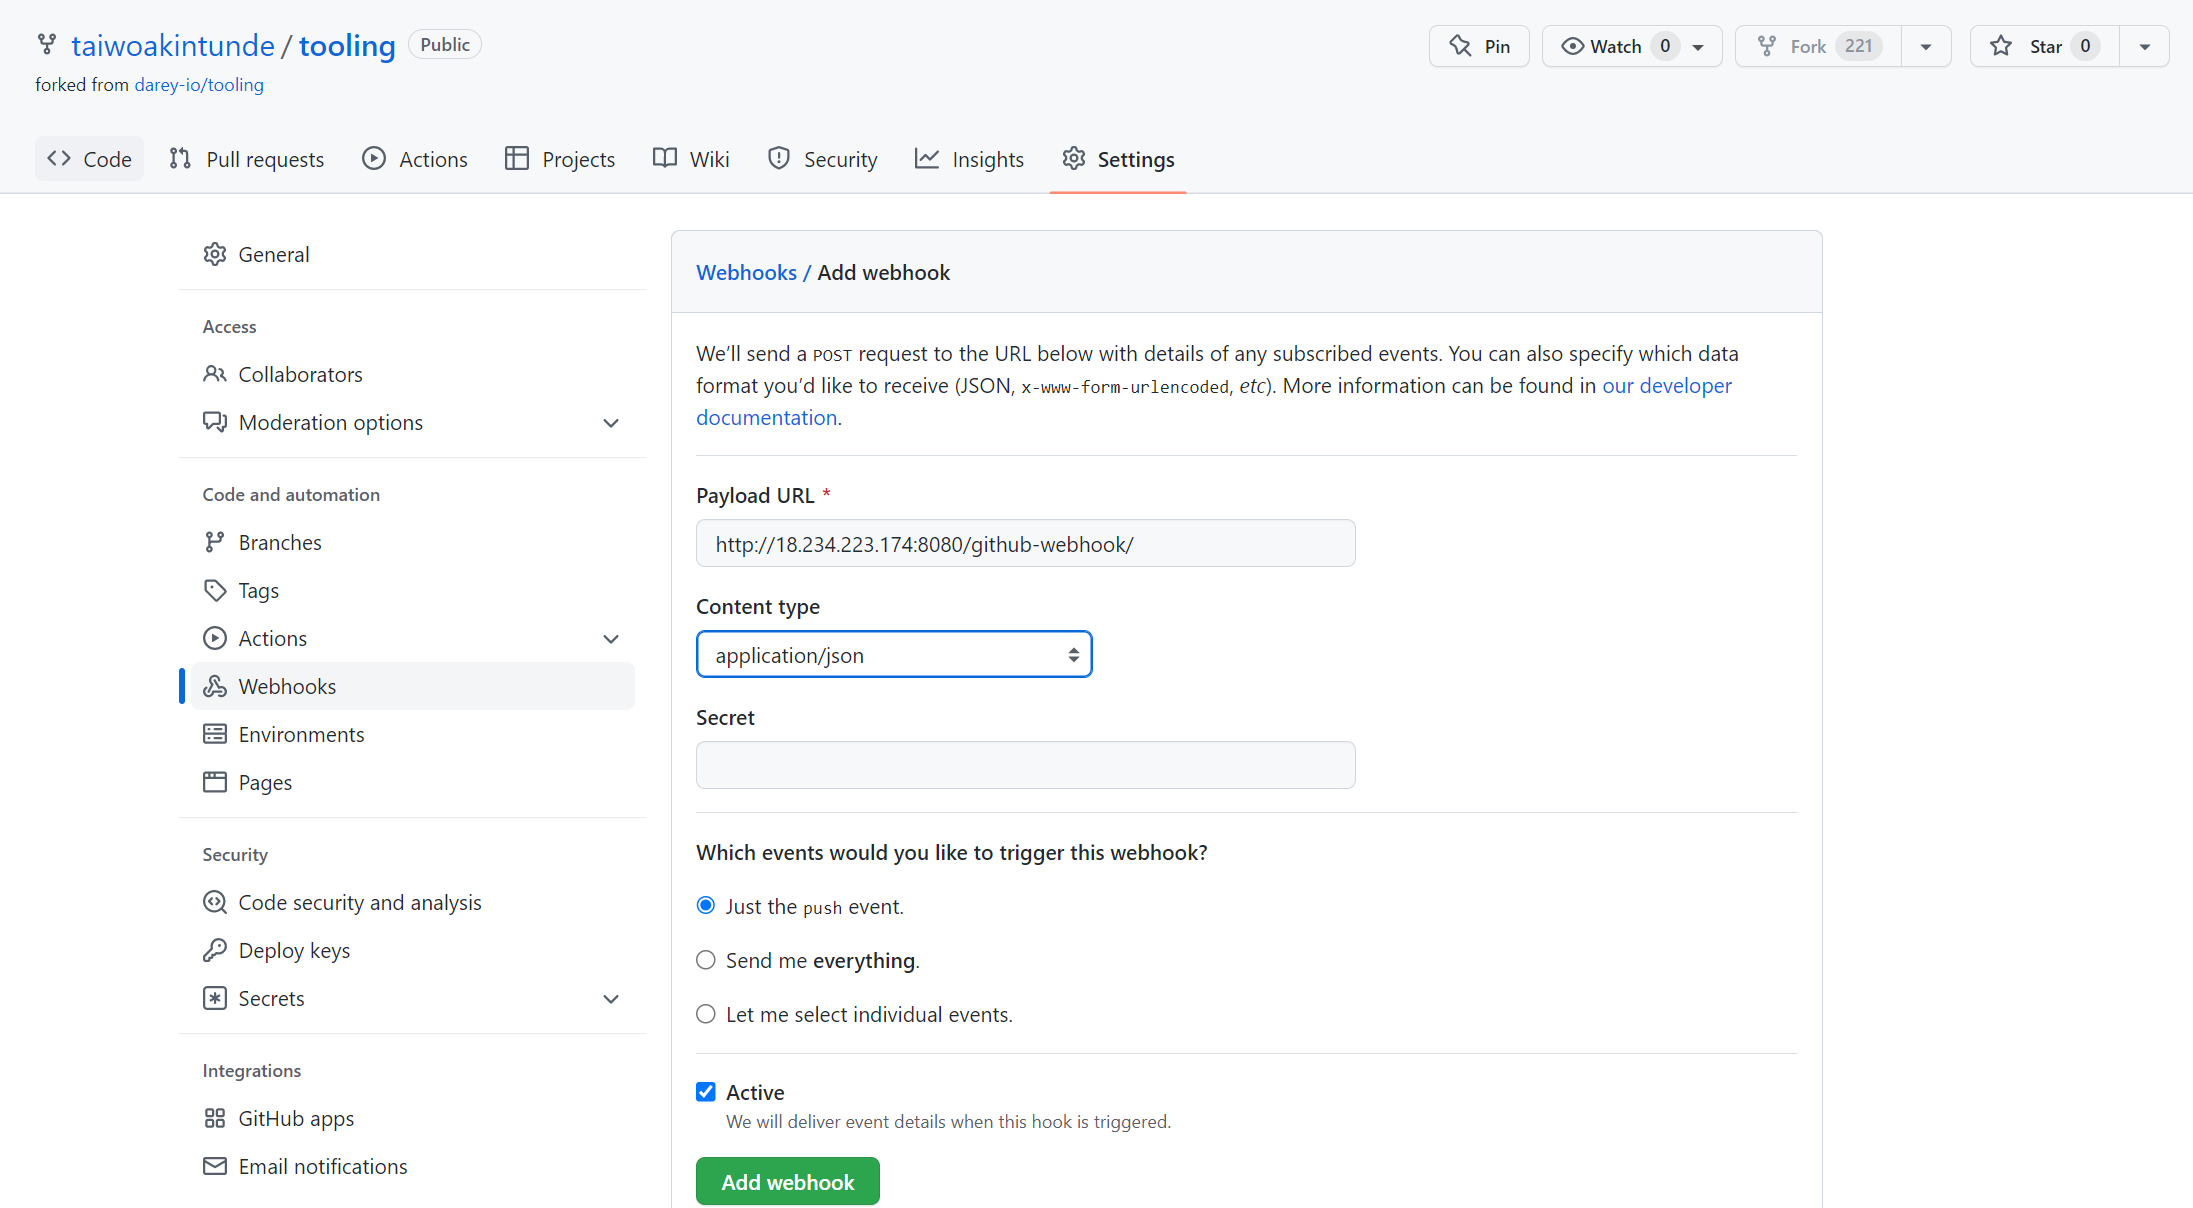 taiwoakintunde / tooling Public
Pin
Watch 0
Fork 221
Star 0
forked from darey-io/tooling
Code
Pull requests
Actions
Projects
Wiki
Security
Insights
Settings
General
Access
Collaborators
Moderation options
Code and automation
Branches
Tags
Actions
Webhooks
Environments
Pages
Security
Code security and analysis
Deploy keys
Secrets
Integrations
GitHub apps
Email notifications
Webhooks / Add webhook
We’ll send a POST request to the URL below with details of any subscribed events. You can also specify which data
format you’d like to receive (JSON, x-www-form-urlencoded, etc). More information can be found in our developer
documentation.
Payload URL *
http://18.234.223.174:8080/github-webhook/
Content type
application/json
Secret
Which events would you like to trigger this webhook?
Just the push event.
Send me everything.
Let me select individual events.
Active
We will deliver event details when this hook is triggered.
Add webhook